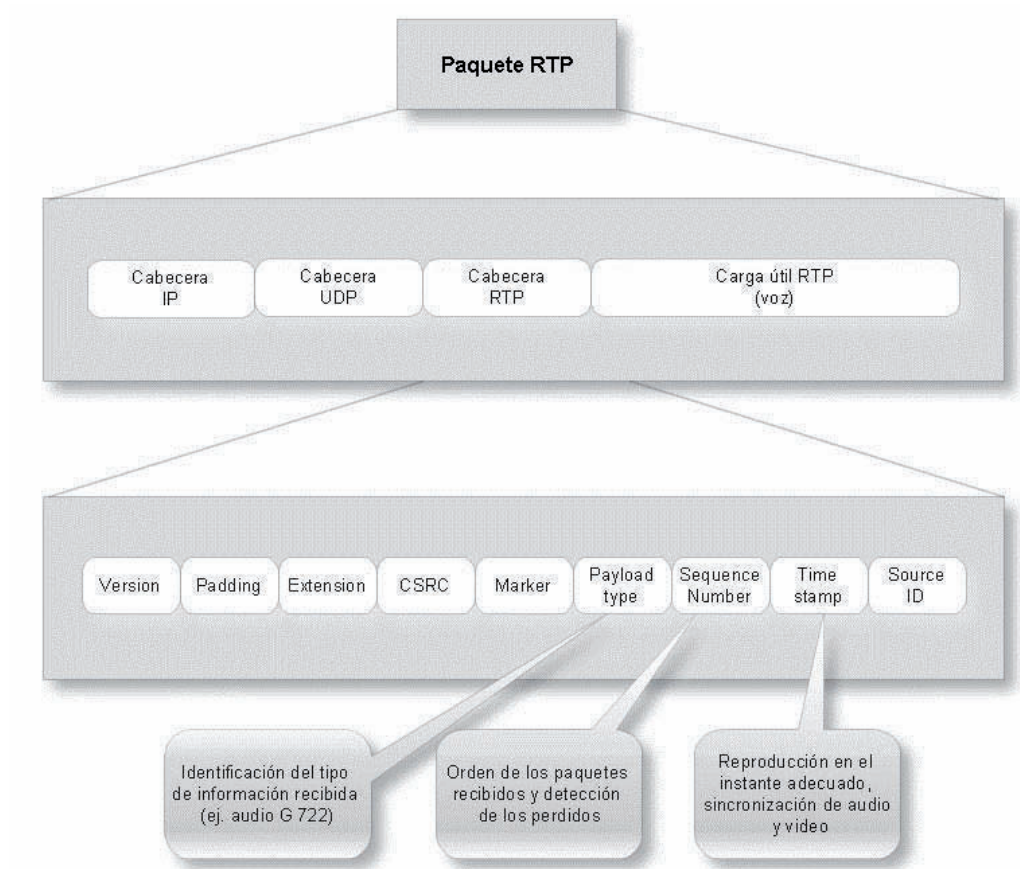 Paquete RTP
Cabecera
IP
Cabecera
UDP
Cabecera
RTP
Carga útil RTP
(voz)
Version
Padding
Extension
CSRC
Marker
Payload
type
Sequence
Number
Time
stamp
Source
ID
Identificación del tipo
de información recibida
(ej. audio G 722)
Orden de los paquetes
recibidos y detección
de los perdidos
Reproducción en el
instante adecuado,
sincronización de audio
y video